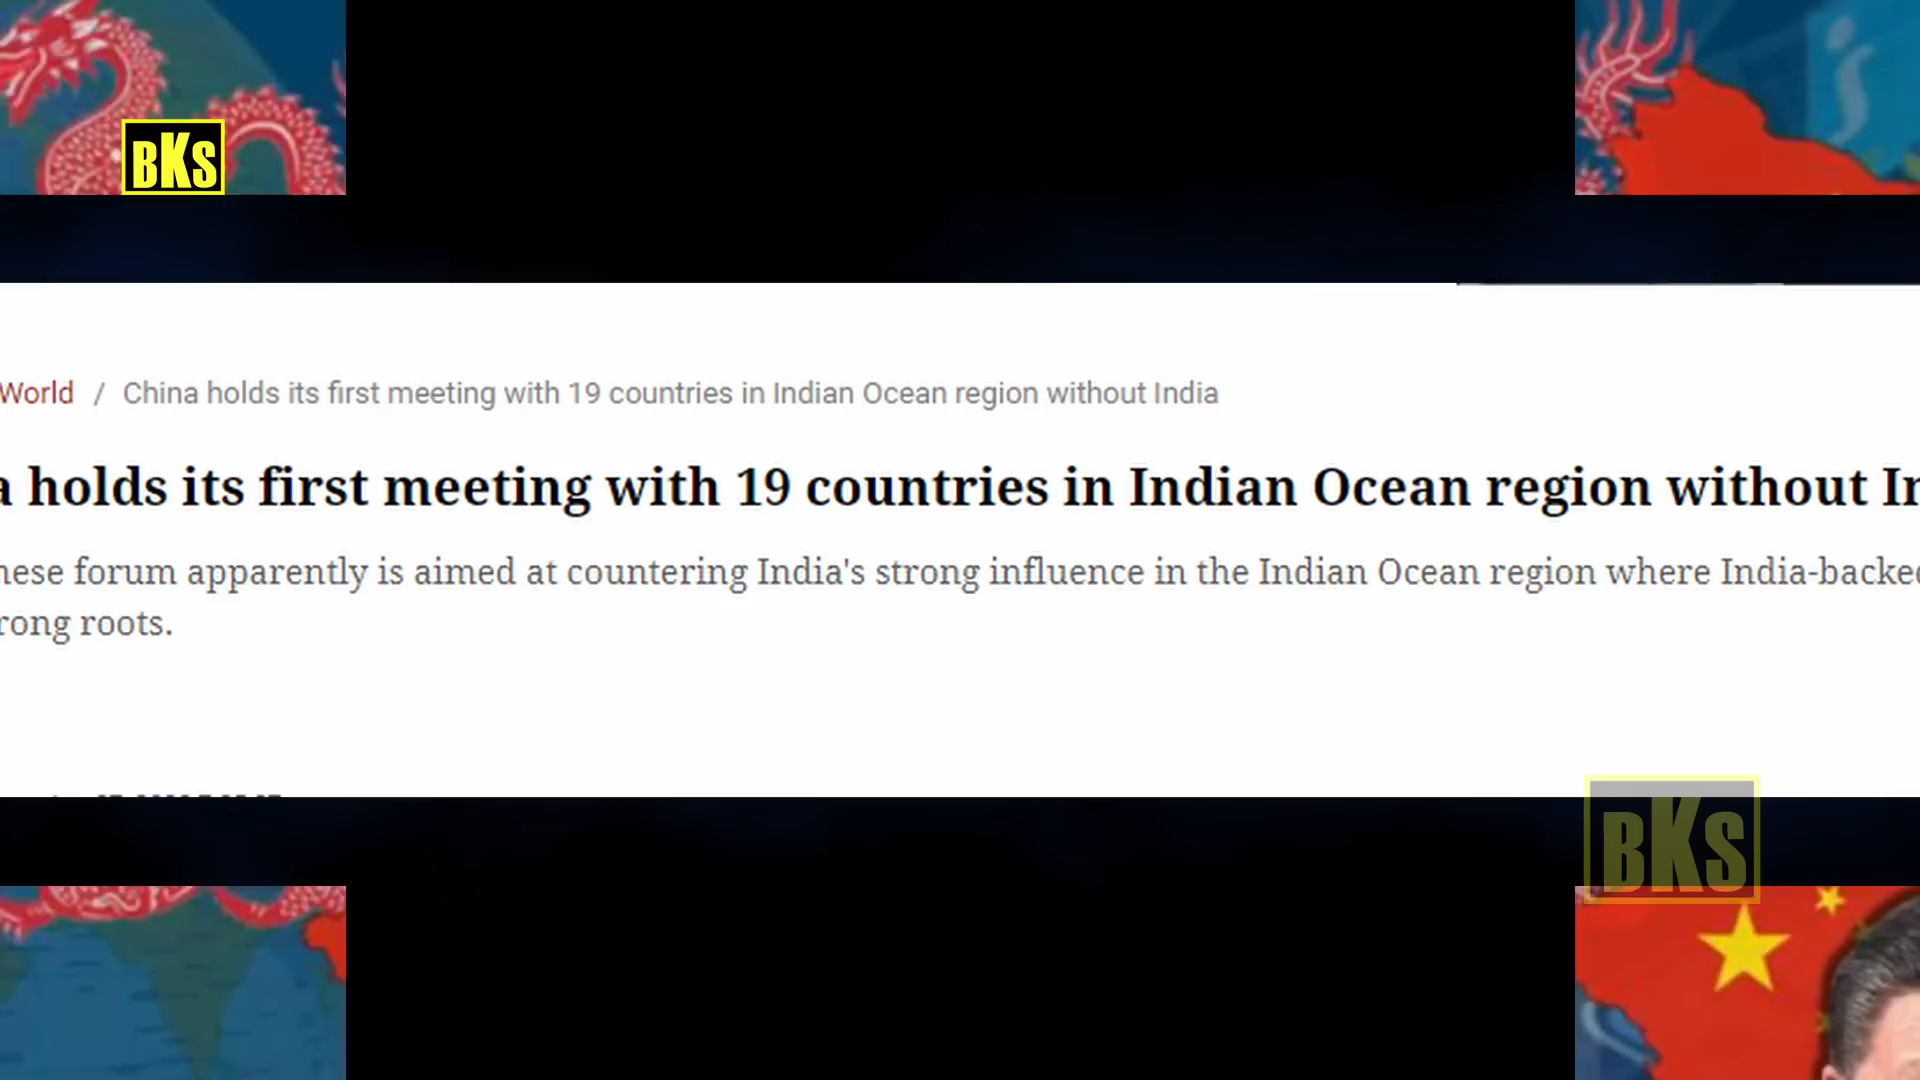 BKS
World / China holds its first meeting with 19 countries in Indian Ocean region without India
a holds its first meeting with 19 countries in Indian Ocean region without In
nese forum apparently is aimed at countering India's strong influence in the Indian Ocean region where India-backed
rong roots.
BKS